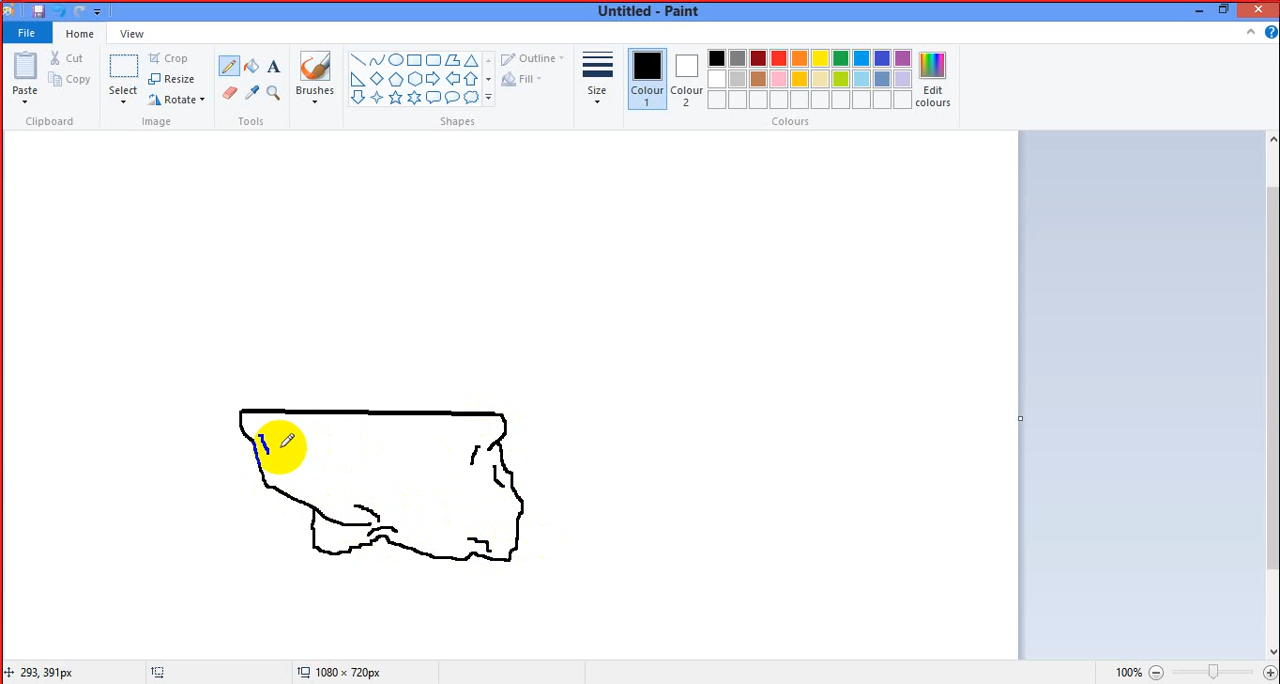 Untitled - Paint
File Home View
Paste
Cut
Copy
Clipboard
Select
Crop
Resize
Rotate
Image
A
Tools
Brushes
Shapes
Outline
Fill
Size
Colour 1
Colour 2
Edit colours
Colours
293, 391px
1080 × 720px
100%